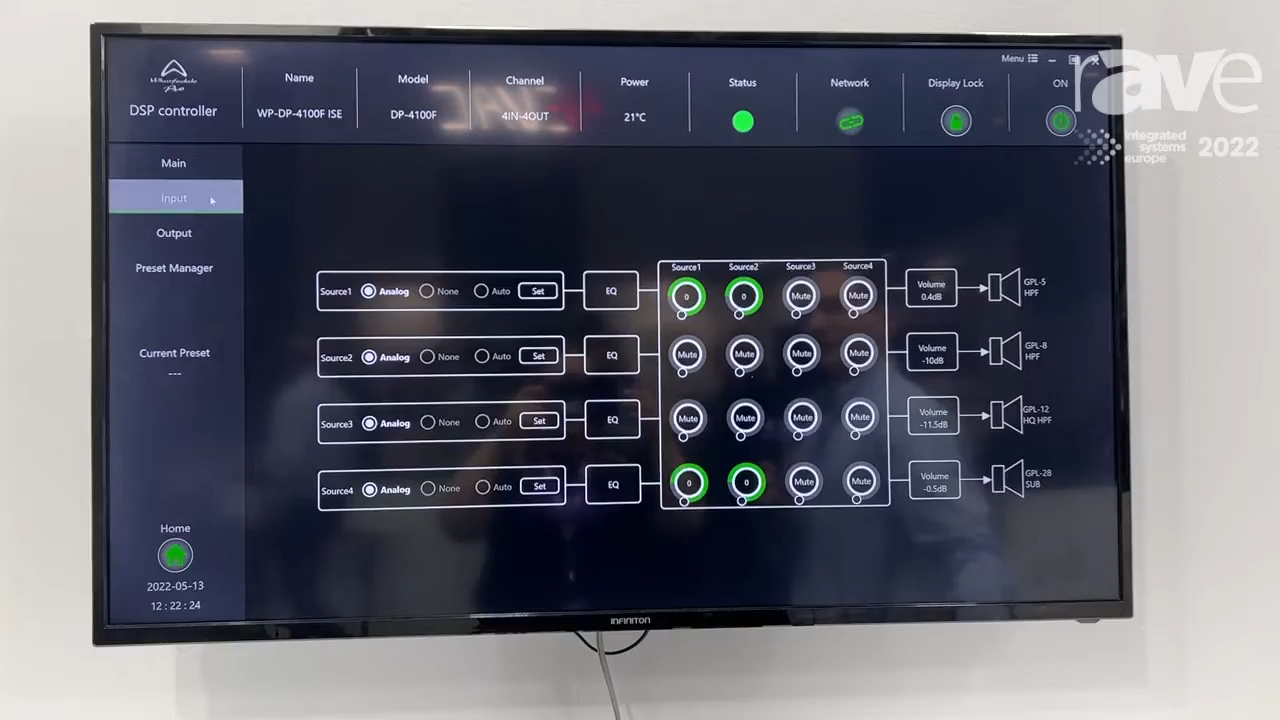 Wharfedale
Pro
DSP controller
Name
WP-DP-4100F ISE
Model
DP-4100F
Channel
4IN-4OUT
Power
21°C
Status
Network
Display Lock
ON
Menu
rave
integrated
systems
europe
2022
Main
Input
Output
Preset Manager
Current Preset
---
Home
2022-05-13
12 : 22 : 24
Source1 Analog None Auto Set
EQ
Source2 Analog None Auto Set
EQ
Source3 Analog None Auto Set
EQ
Source4 Analog None Auto Set
EQ
Source1 Source2 Source3 Source4
0 0 Mute Mute
Mute Mute Mute Mute
Mute Mute Mute Mute
0 0 Mute Mute
Volume
0.4dB
GPL-5
HPF
Volume
-10dB
GPL-8
HPF
Volume
-11.5dB
GPL-12
HQ HPF
Volume
-0.5dB
GPL-28
SUB
INFINITON